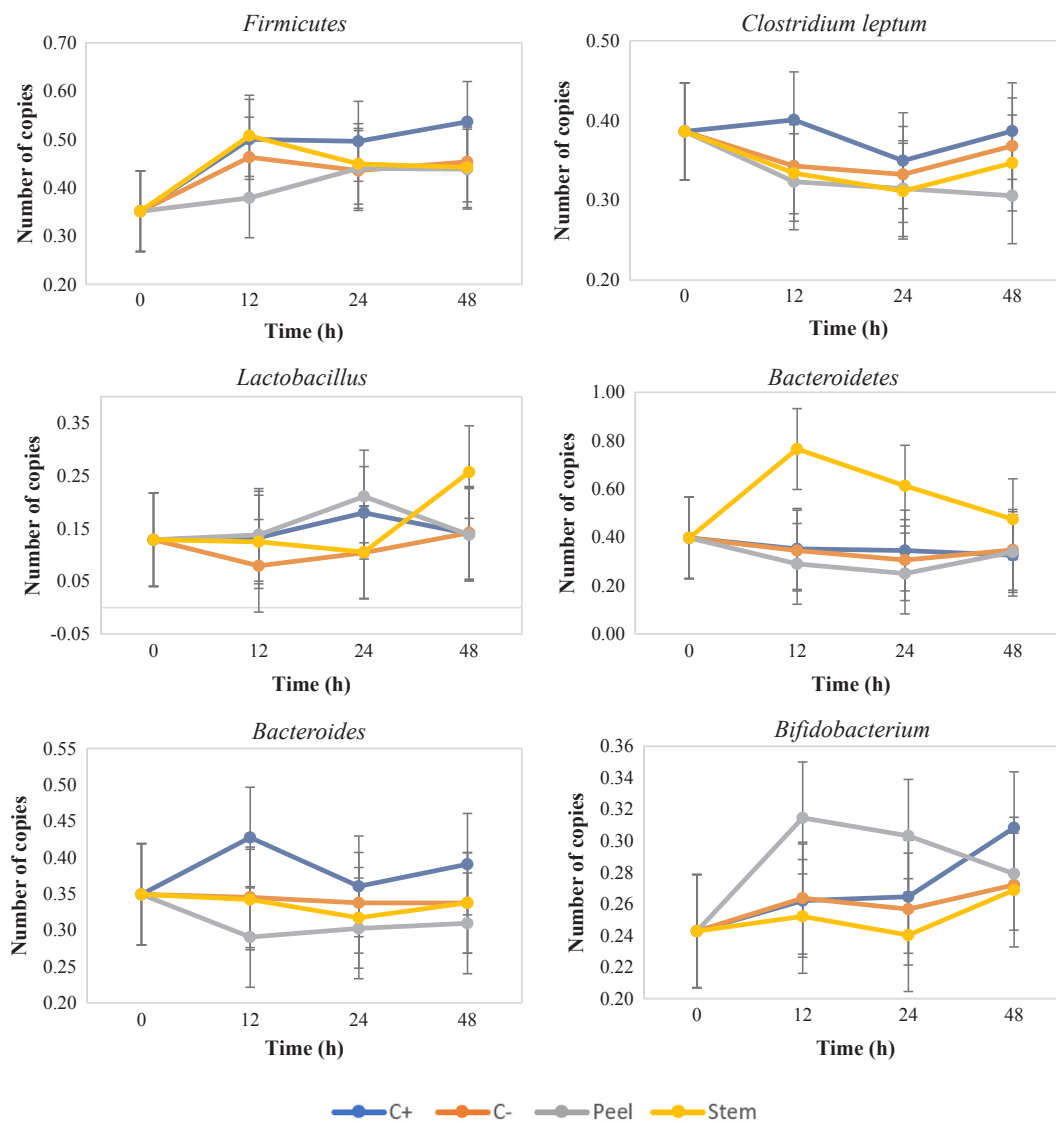 Firmicutes
0.70
0.60
0.50
0.40
0.30
0.20
Number of copies
0 12 24 48
Time (h)
Clostridium leptum
0.50
0.40
0.30
0.20
Number of copies
0 12 24 48
Time (h)
Lactobacillus
0.35
0.25
0.15
0.05
-0.05
Number of copies
0 12 24 48
Time (h)
Bacteroidetes
1.00
0.80
0.60
0.40
0.20
0.00
Number of copies
0 12 24 48
Time (h)
Bacteroides
0.55
0.50
0.45
0.40
0.35
0.30
0.25
0.20
Number of copies
0 12 24 48
Time (h)
Bifidobacterium
0.36
0.34
0.32
0.30
0.28
0.26
0.24
0.22
0.20
Number of copies
0 12 24 48
Time (h)
C+ C- Peel Stem